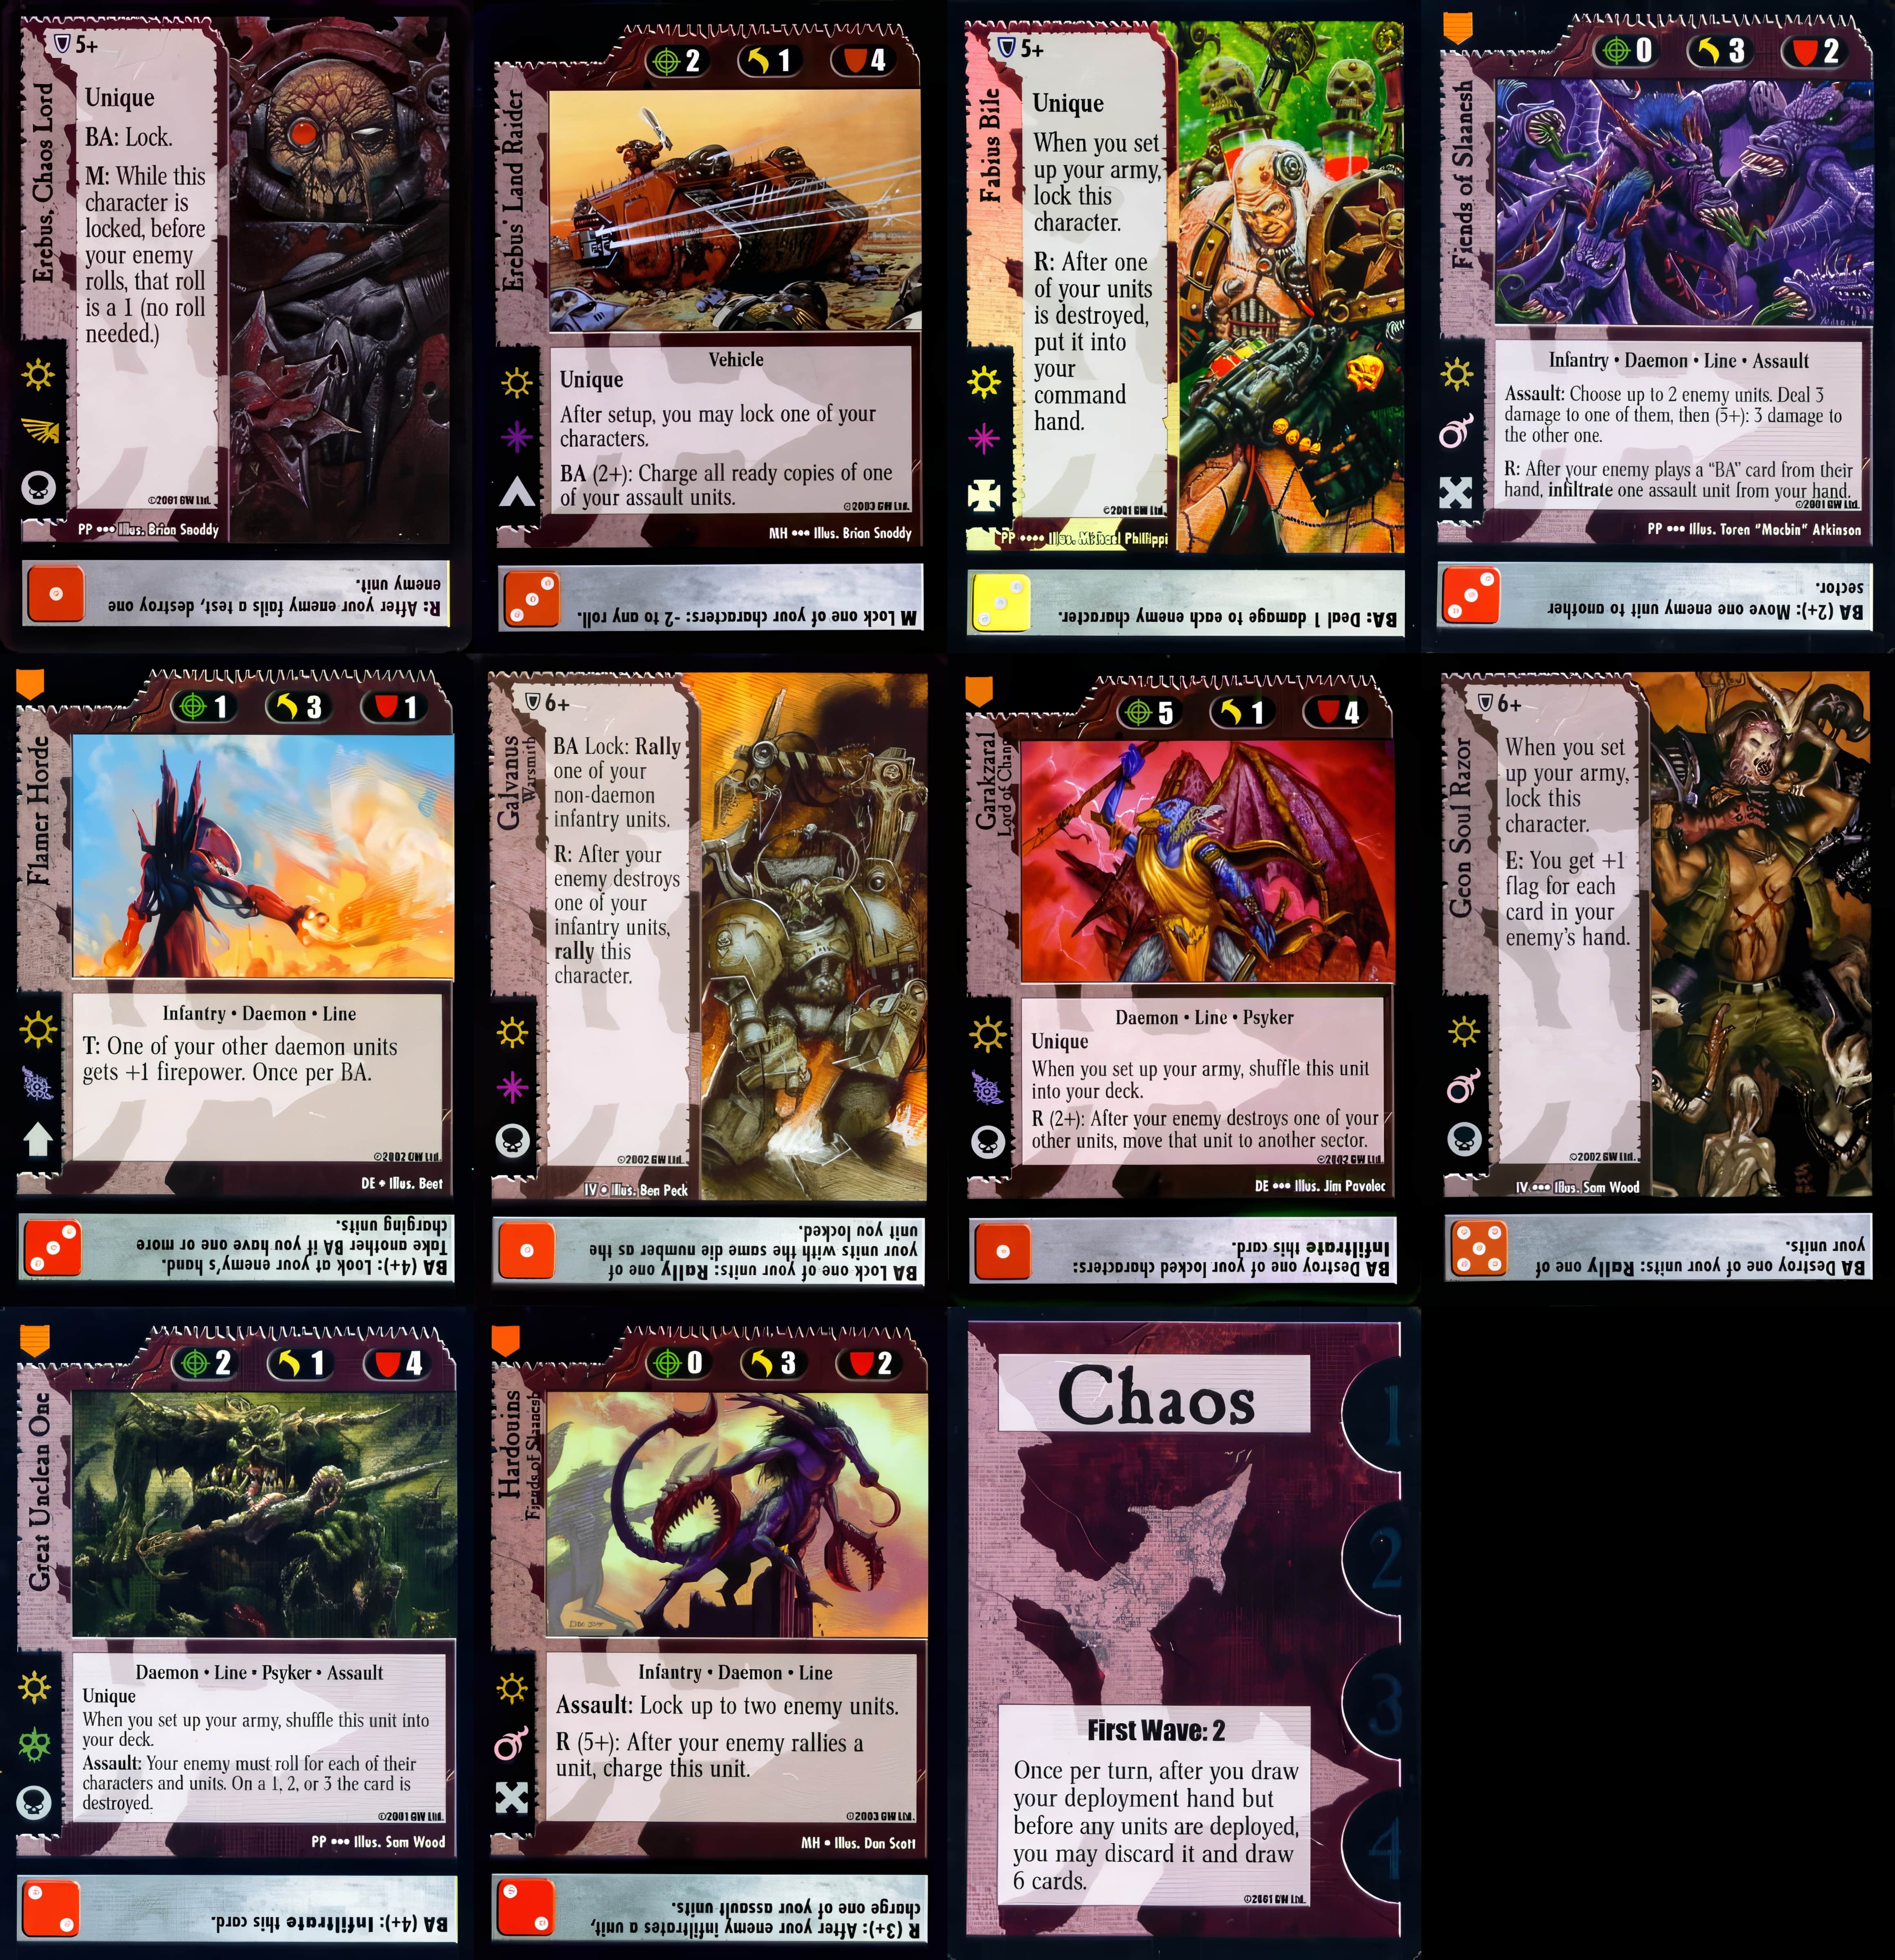 5+
Erebus, Chaos Lord
Unique
BA: Lock.
M: While this
character is
locked, before
your enemy
rolls, that roll
is a 1 (no roll
needed.)
©2001 GW Ltd.
PP ••• Illus. Brian Snoddy
R: After your enemy fails a test, destroy one
enemy unit.
2 1 4
Erebus' Land Raider
Vehicle
Unique
After setup, you may lock one of your
characters.
BA (2+): Charge all ready copies of one
of your assault units.
©2003 GW Ltd.
MH ••• Illus. Brian Snoddy
M Lock one of your characters: -2 to any roll.
5+
Fabius Bile
Unique
When you set
up your army,
lock this
character.
R: After one
of your units
is destroyed,
put it into
your
command
hand.
©2001 GW Ltd.
PP •••• Illus. Michael Phillippi
BA: Deal 1 damage to each enemy character.
0 3 2
Fiends of Slaanesh
Infantry • Daemon • Line • Assault
Assault: Choose up to 2 enemy units. Deal 3
damage to one of them, then (5+): 3 damage to
the other one.
R: After your enemy plays a “BA” card from their
hand, infiltrate one assault unit from your hand.
©2001 GW Ltd.
PP ••• Illus. Toren “Macbin” Atkinson
BA (2+): Move one enemy unit to another
sector.
1 3 1
Flamer Horde
Infantry • Daemon • Line
T: One of your other daemon units
gets +1 firepower. Once per BA.
©2002 GW Ltd.
DE ♦ Illus. Beet
BA (4+): Look at your enemy's hand.
Take another BA if you have one or more
charging units.
6+
Galvanus
Warsmith
BA Lock: Rally
one of your
non-daemon
infantry units.
R: After your
enemy destroys
one of your
infantry units,
rally this
character.
©2002 GW Ltd.
IV • Illus. Ben Peck
BA Lock one of your units: Rally one of
your units with the same die number as the
unit you locked.
5 1 4
Garakzaral
Lord of Change
Daemon • Line • Psyker
Unique
When you set up your army, shuffle this unit
into your deck.
R (2+): After your enemy destroys one of your
other units, move that unit to another sector.
©2002 GW Ltd.
DE ••• Illus. Jim Pavolec
BA Destroy one of your locked characters:
Infiltrate this card.
6+
Geon Soul Razor
When you set
up your army,
lock this
character.
E: You get +1
flag for each
card in your
enemy's hand.
©2002 GW Ltd.
IV ••• Illus. Sam Wood
BA Destroy one of your units: Rally one of
your units.
2 1 4
Great Unclean One
Daemon • Line • Psyker • Assault
Unique
When you set up your army, shuffle this unit into
your deck.
Assault: Your enemy must roll for each of their
characters and units. On a 1, 2, or 3 the card is
destroyed.
©2001 GW Ltd.
PP ••• Illus. Sam Wood
BA (4+): Infiltrate this card.
0 3 2
Hardouins
Fiends of Slaanesh
Infantry • Daemon • Line
Assault: Lock up to two enemy units.
R (5+): After your enemy rallies a
unit, charge this unit.
©2003 GW Ltd.
MH • Illus. Dan Scott
R (3+): After your enemy infiltrates a unit,
charge one of your assault units.
Chaos
1
2
3
4
First Wave: 2
Once per turn, after you draw
your deployment hand but
before any units are deployed,
you may discard it and draw
6 cards.
©2001 GW Ltd.